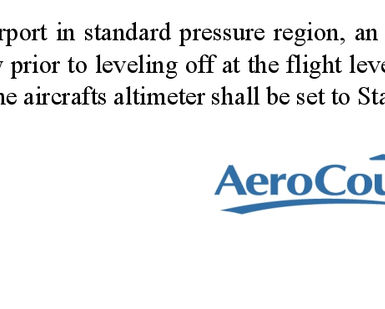 rport in standard pressure region, an
prior to leveling off at the flight leve
ne aircrafts altimeter shall be set to Sta
AeroCou